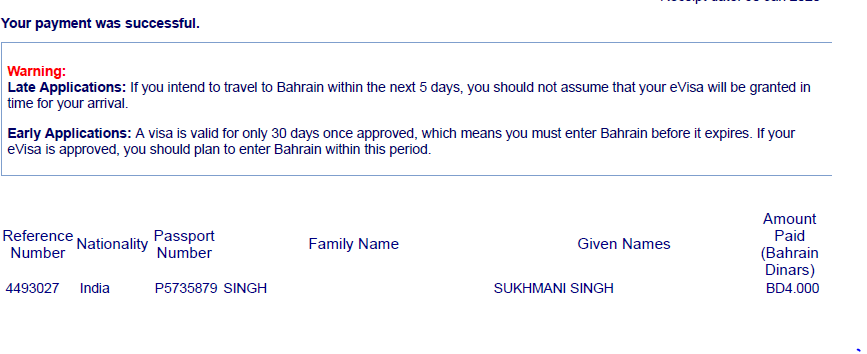 Your payment was successful.
Warning:
Late Applications: If you intend to travel to Bahrain within the next 5 days, you should not assume that your eVisa will be granted in
time for your arrival.
Early Applications: A visa is valid for only 30 days once approved, which means you must enter Bahrain before it expires. If your
eVisa is approved, you should plan to enter Bahrain within this period.
Reference Number Nationality Passport Number Family Name Given Names Amount Paid (Bahrain Dinars)
4493027 India P5735879 SINGH SUKHMANI SINGH BD4.000